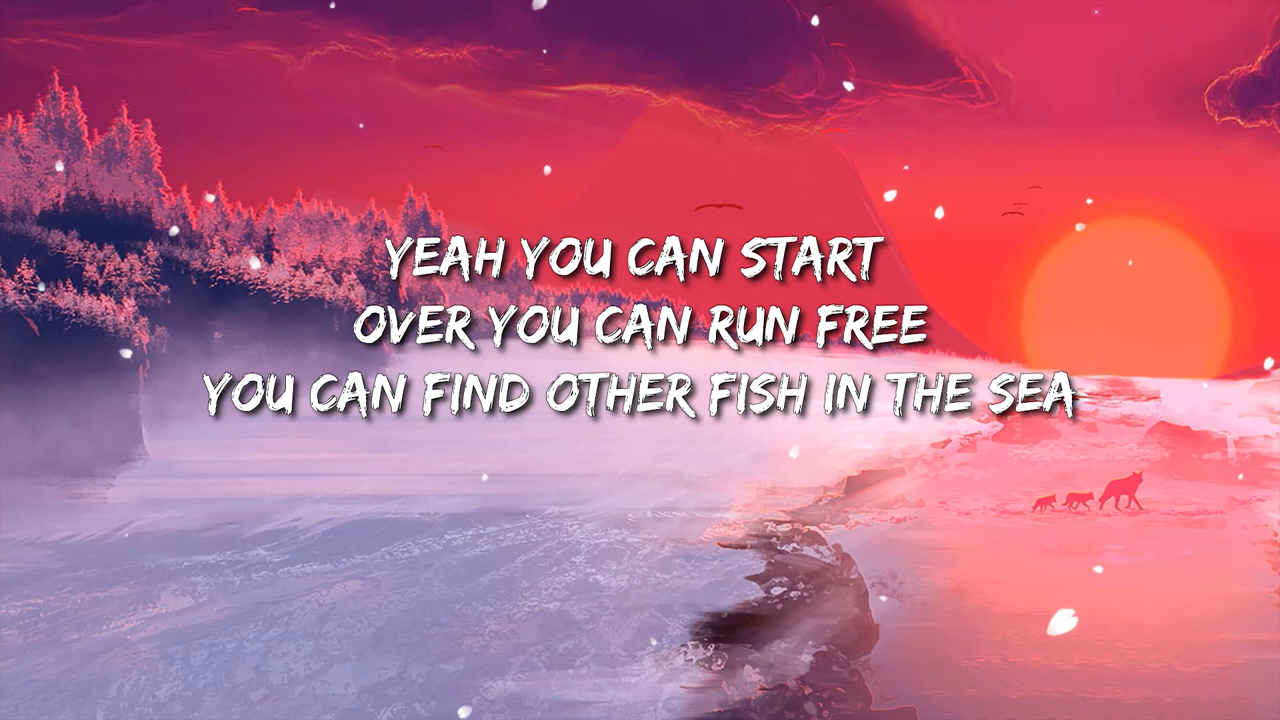 YEAH YOU CAN START
OVER YOU CAN RUN FREE
YOU CAN FIND OTHER FISH IN THE SEA